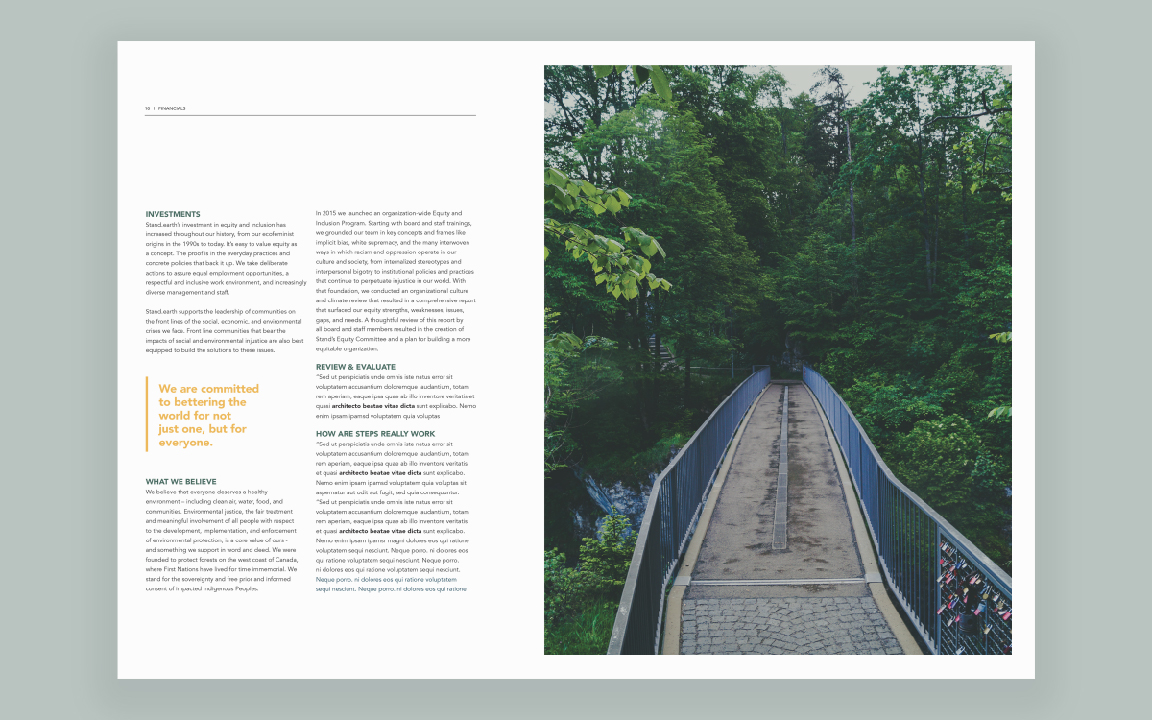 16 | FINANCIALS
INVESTMENTS
Stand.earth's investment in equity and inclusion has
increased thoughout our history, from our ecofeminist
origins in the 1990s to today. It's easy to value equity as
a concept. The proof is in the everyday practices and
concrete policies that back it up. We take deliberate
actions to assure equal employment opportunities, a
respectful and inclusive work environment, and increasingly
diverse management and staff.
Stand.earth supports the leadership of communities on
the front lines of the social, economic, and environmental
crises we face. Front line communities that bear the
impacts of social and environmental injustice are also best
equipped to build the solutions to these issues.
We are committed
to bettering the
world for not
just one, but for
everyone.
WHAT WE BELIEVE
We believe that everyone deserves a healthy
environment – including clean air, water, food, and
communities. Environmental justice, the fair treatment
and meaningful involvement of all people with respect
to the development, implementation, and enforcement
of environmental protection, is a core value of ours -
and something we support in word and deed. We were
founded to protect forests on the west coast of Canada,
where First Nations have lived for time immemorial. We
stand for the sovereignty and free prior and informed
consent of impacted Indigenous Peoples.
In 2015 we launched an organization-wide Equity and
Inclusion Program. Starting with board and staff trainings,
we grounded our team in key concepts and frames like
implicit bias, white supremacy, and the many interwoven
ways in which racism and oppression operate in our
culture and society, from internalized stereotypes and
interpersonal bigotry to institutional policies and practices
that continue to perpetuate injustice in our world. With
that foundation, we conducted an organizational culture
and climate review that resulted in a comprehensive report
that surfaced our equity strengths, weaknesses issues,
gaps, and needs. A thoughtful review of this report by
all board and staff members resulted in the creation of
Stand's Equity Committee and a plan for building a more
equitable organization.
REVIEW & EVALUATE
"Sed ut perspiciatis unde omnis iste natus error sit
voluptatem accusantium doloremque audantium, totam
rem aperiam, eaque ipsa quas ab illo inventore veritatis et
quasi architecto beatae vitae dicta sunt explicabo. Nemo
enim ipsam ipamsd voluptatem quia voluptas
HOW ARE STEPS REALLY WORK
"Sed ut perspiciatis unde omnis iste natus error sit
voluptatem accusantium doloremque audantium, totam
rem aperiam, eaque ipsa quas ab illo inventore veritatis
et quasi architecto beatae vitae dicta sunt explicabo.
Nemo enim ipsam ipamsd voluptatem quia voluptas sit
aspernatur aut odit aut fugit, sed quia consequuntur.
"Sed ut perspiciatis unde omnis iste natus error sit
voluptatem accusantium doloremque audantium, totam
rem aperiam, eaque ipsa quas ab illo inventore veritatis
et quasi architecto beatae vitae dicta sunt explicabo.
Nemo enim ipsam ipsamu magni dolores eos qui
voluptatem sequi nesciunt. Neque porro. ni doores eos
qu ratione voluptatem sequi nesciunt. Neque porro.
ni dolores eos qui ratione voluptatem sequi nesciunt.
Neque porro. ni dolores eos qui ratione voluptatem
sequi nesciunt. Neque porro. ni dolores eos qui ratione